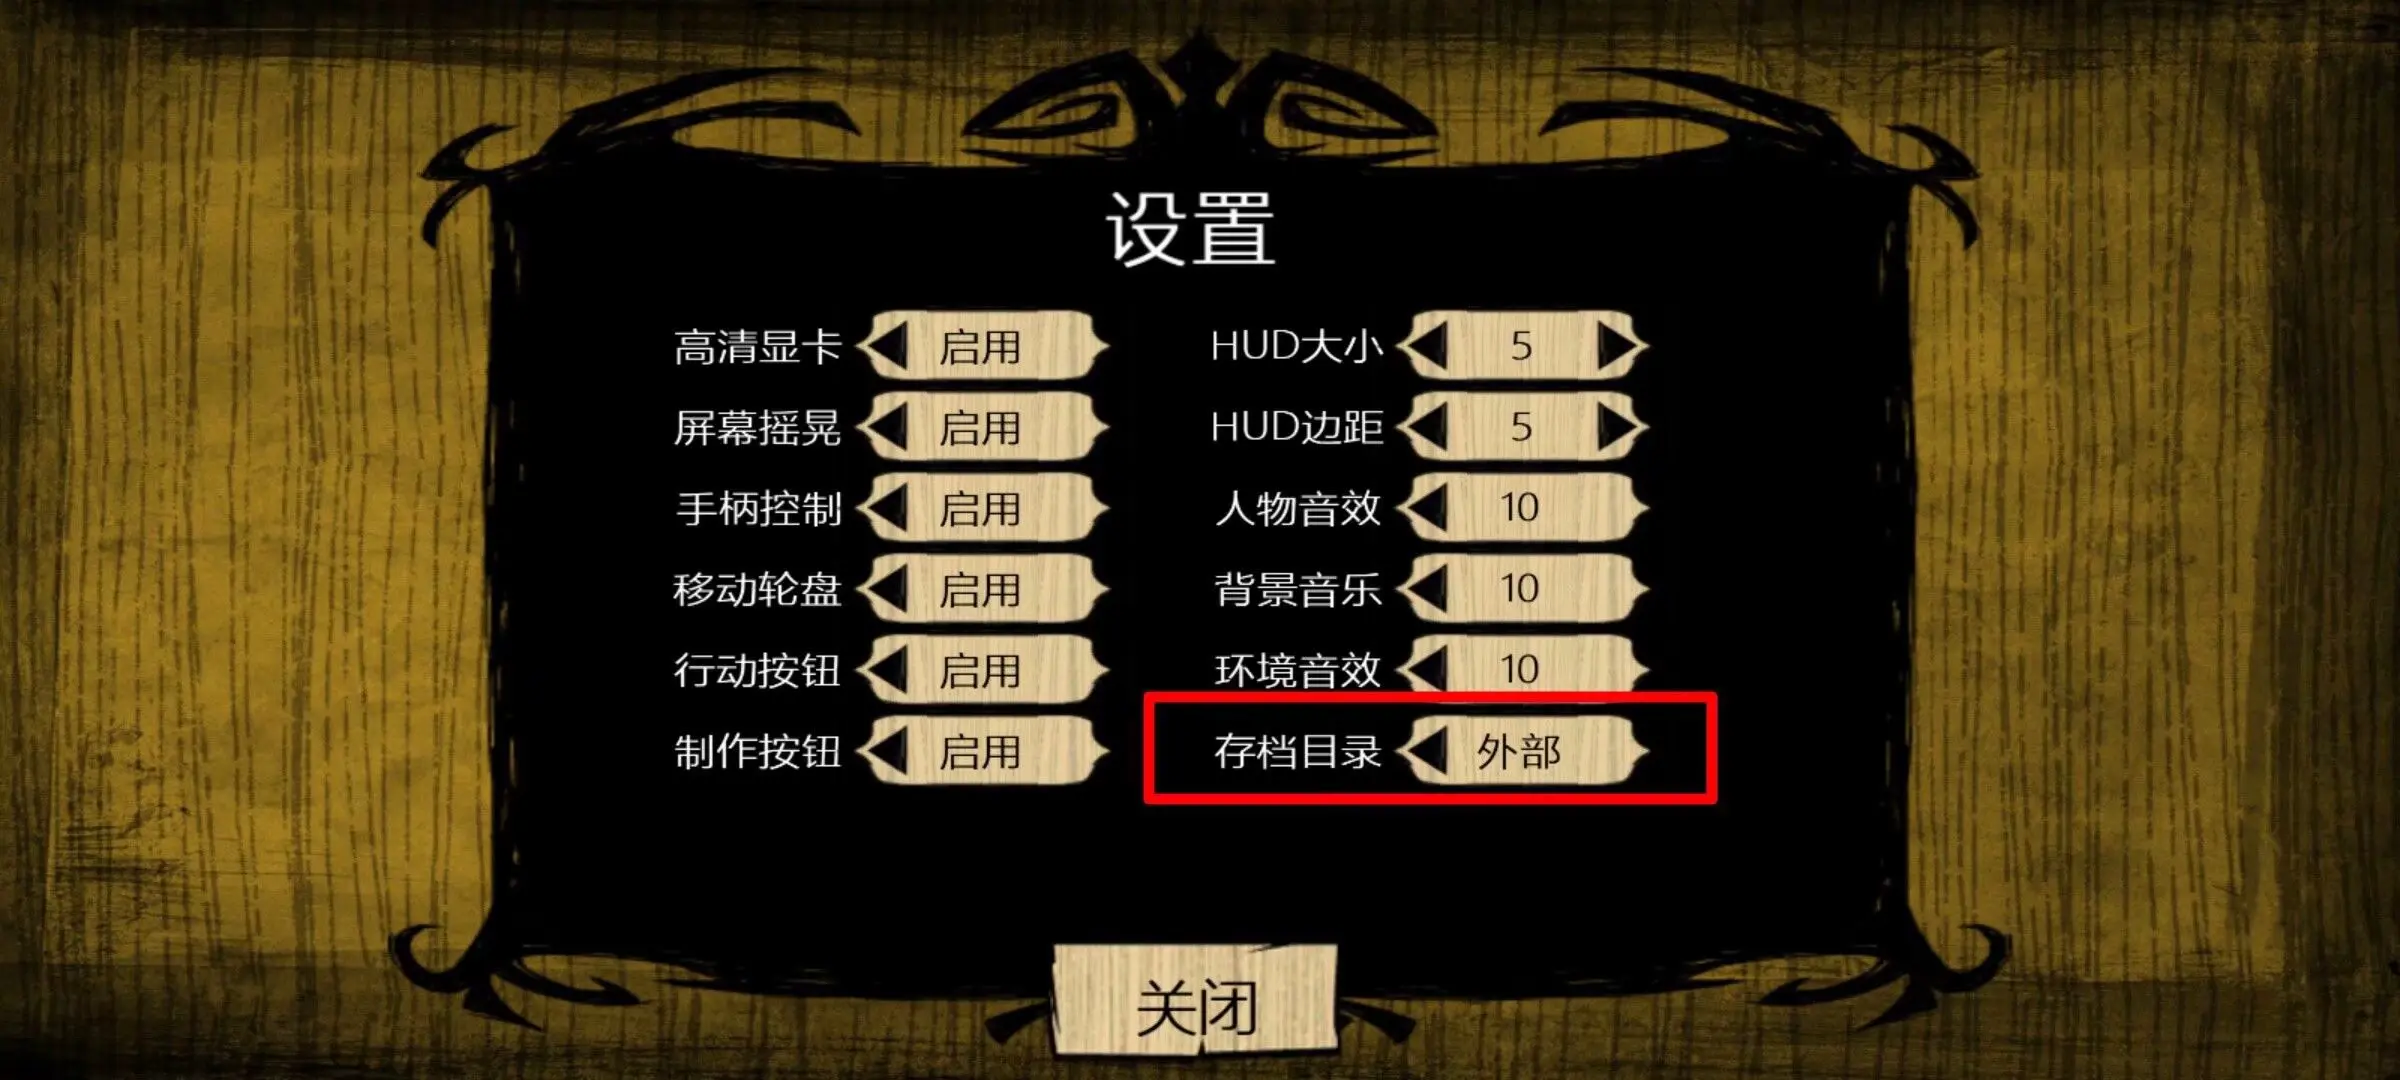 设置
高清显卡 启用 HUD大小 5
屏幕摇晃 启用 HUD边距 5
手柄控制 启用 人物音效 10
移动轮盘 启用 背景音乐 10
行动按钮 启用 环境音效 10
制作按钮 启用 存档目录 外部
关闭